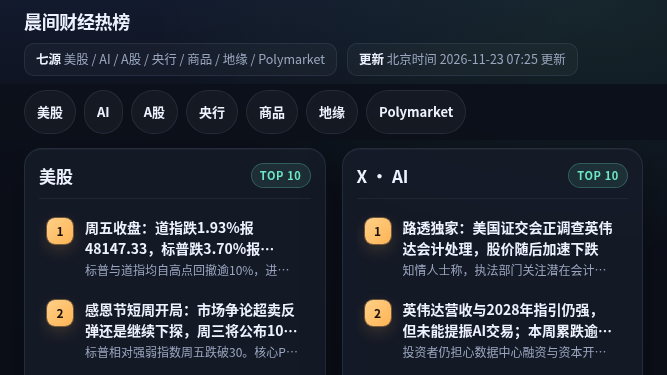 晨间财经热榜
七源 美股 / AI / A股 / 央行 / 商品 / 地缘 / Polymarket
更新 北京时间 2026-11-23 07:25 更新
美股
AI
A股
央行
商品
地缘
Polymarket
美股
TOP 10
1
周五收盘：道指跌1.93%报
48147.33，标普跌3.70%报…
标普与道指均自高点回撤逾10%，进…
2
感恩节短周开局：市场争论超卖反
弹还是继续下探，周三将公布10…
标普相对强弱指数周五跌破30。核心P…
X · AI
TOP 10
1
路透独家：美国证交会正调查英伟
达会计处理，股价随后加速下跌
知情人士称，执法部门关注潜在会计…
2
英伟达营收与2028年指引仍强，
但未能提振AI交易；本周累跌逾…
投资者仍担心数据中心融资与资本开…